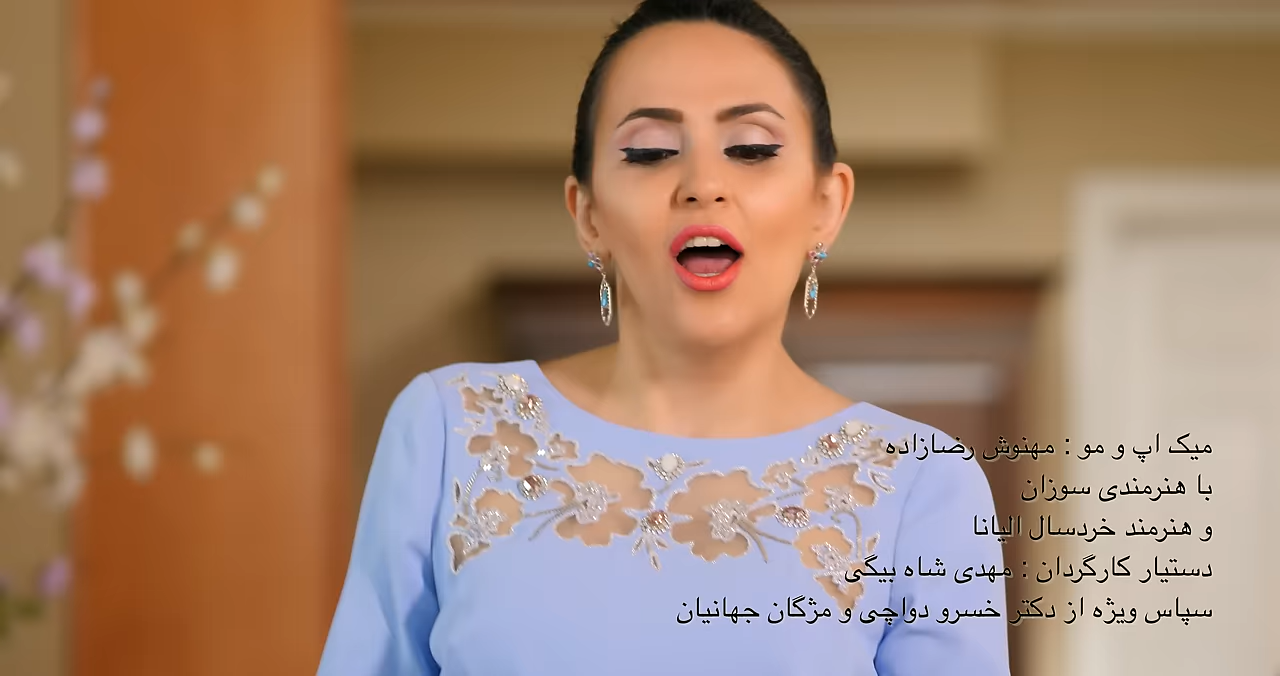 میک اپ و مو : مهنوش رضازاده
با هنرمندی سوزان
و هنرمند خردسال الیانا
دستیار کارگردان : مهدی شاه بیگی
سپاس ویژه از دکتر خسرو دواچی و مژگان جهانیان